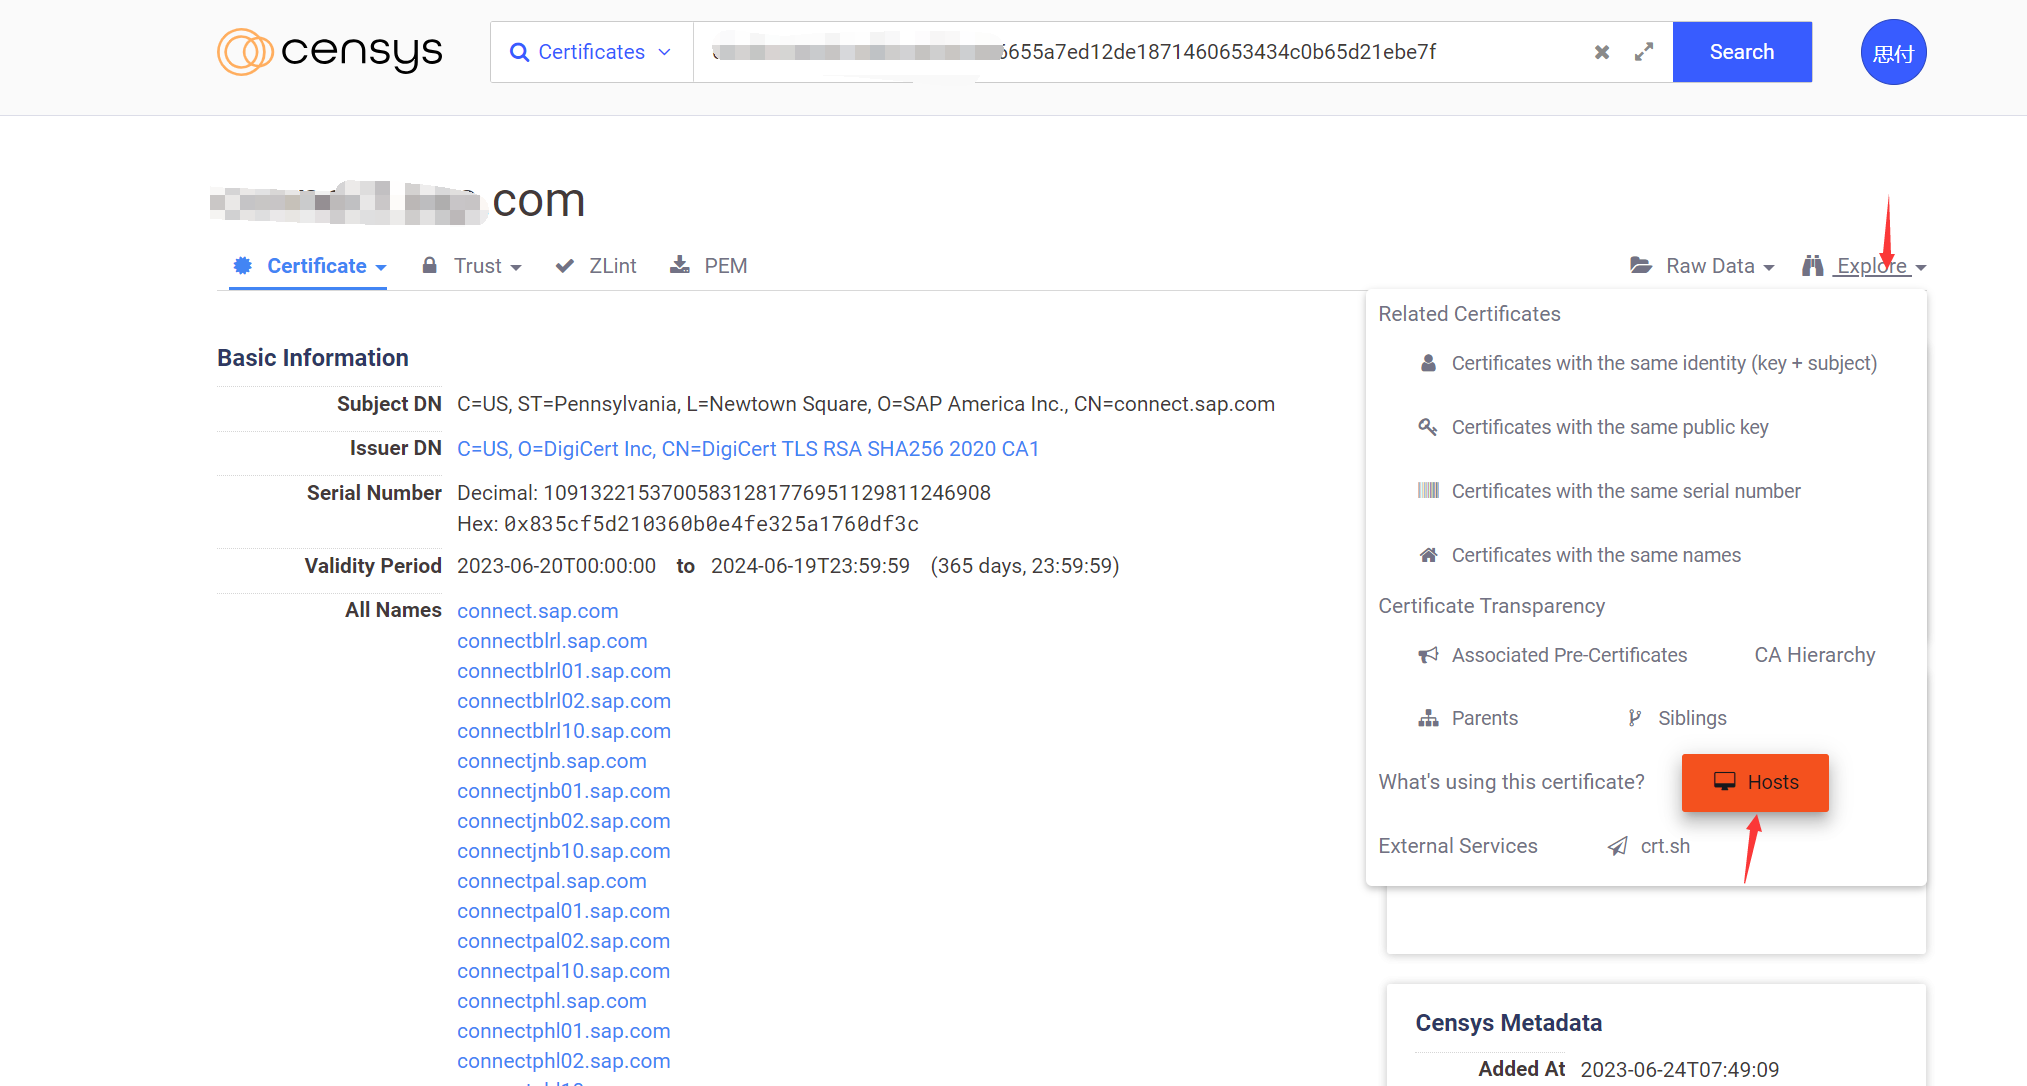 censys
Certificates
6655a7ed12de1871460653434c0b65d21ebe7f
Search
思付
.com
Certificate Trust ZLint PEM
Raw Data Explore
Related Certificates
Certificates with the same identity (key + subject)
Certificates with the same public key
Certificates with the same serial number
Certificates with the same names
Certificate Transparency
Associated Pre-Certificates CA Hierarchy
Parents Siblings
What's using this certificate? Hosts
External Services crt.sh
Basic Information
Subject DN C=US, ST=Pennsylvania, L=Newtown Square, O=SAP America Inc., CN=connect.sap.com
Issuer DN C=US, O=DigiCert Inc, CN=DigiCert TLS RSA SHA256 2020 CA1
Serial Number Decimal: 10913221537005831281776951129811246908
Hex: 0x835cf5d210360b0e4fe325a1760df3c
Validity Period 2023-06-20T00:00:00 to 2024-06-19T23:59:59 (365 days, 23:59:59)
All Names connect.sap.com
connectblrl.sap.com
connectblrl01.sap.com
connectblrl02.sap.com
connectblrl10.sap.com
connectjnb.sap.com
connectjnb01.sap.com
connectjnb02.sap.com
connectjnb10.sap.com
connectpal.sap.com
connectpal01.sap.com
connectpal02.sap.com
connectpal10.sap.com
connectphl.sap.com
connectphl01.sap.com
connectphl02.sap.com
Censys Metadata
Added At 2023-06-24T07:49:09